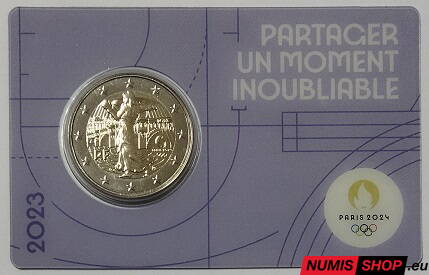 PARTAGER
UN MOMENT
INOUBLIABLE
2023
PARIS 2024
NUMIS SHOP.eu